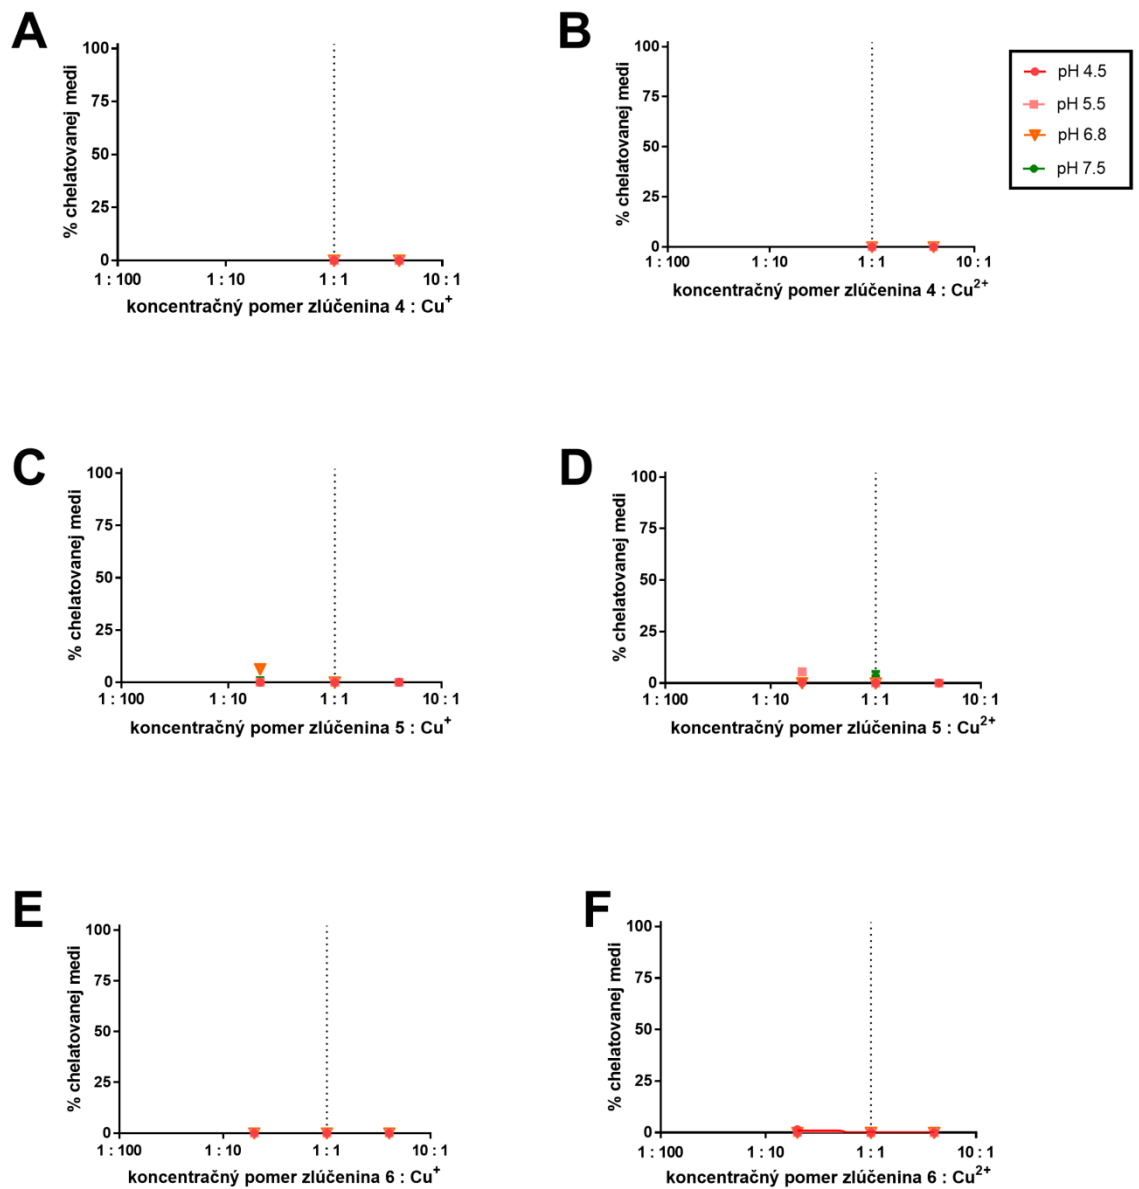 A
% chelatovanej medi
100
75
50
25
0
1 : 100 1 : 10 1 : 1 10 : 1
koncentračný pomer zlúčenina 4 : Cu⁺
B
% chelatovanej medi
100
75
50
25
0
1 : 100 1 : 10 1 : 1 10 : 1
koncentračný pomer zlúčenina 4 : Cu²⁺
pH 4.5
pH 5.5
pH 6.8
pH 7.5
C
% chelatovanej medi
100
75
50
25
0
1 : 100 1 : 10 1 : 1 10 : 1
koncentračný pomer zlúčenina 5 : Cu⁺
D
% chelatovanej medi
100
75
50
25
0
1 : 100 1 : 10 1 : 1 10 : 1
koncentračný pomer zlúčenina 5 : Cu²⁺
E
% chelatovanej medi
100
75
50
25
0
1 : 100 1 : 10 1 : 1 10 : 1
koncentračný pomer zlúčenina 6 : Cu⁺
F
% chelatovanej medi
100
75
50
25
0
1 : 100 1 : 10 1 : 1 10 : 1
koncentračný pomer zlúčenina 6 : Cu²⁺